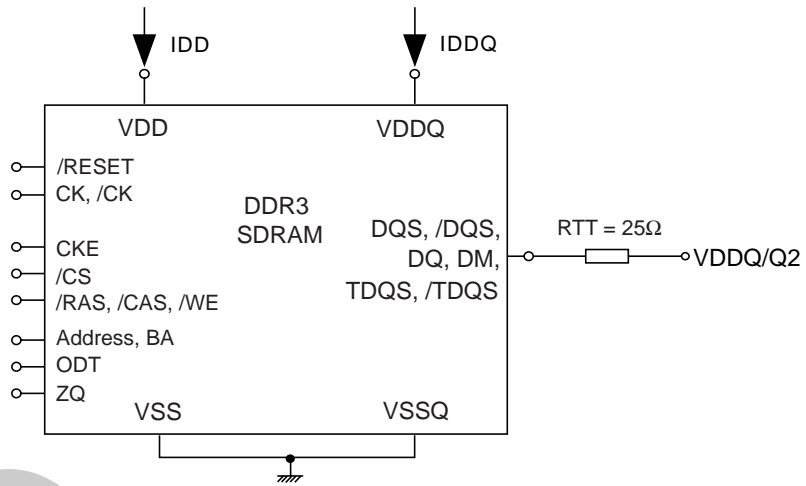 IDD
IDDQ
VDD
VDDQ
/RESET
CK, /CK
DDR3
SDRAM
CKE
/CS
/RAS, /CAS, /WE
Address, BA
ODT
ZQ
DQS, /DQS,
DQ, DM,
TDQS, /TDQS
RTT = 25Ω
VDDQ/Q2
VSS
VSSQ